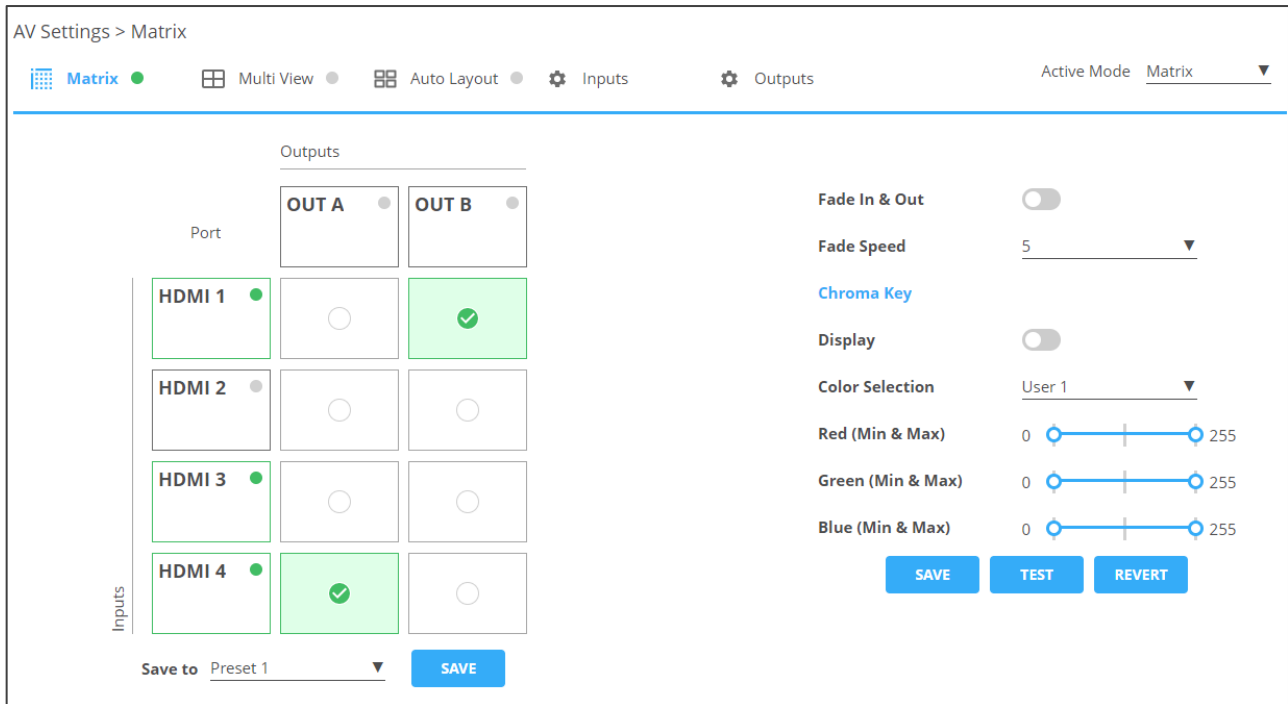 AV Settings > Matrix
Matrix Multi View Auto Layout Inputs Outputs Active Mode Matrix
Outputs
OUT A OUT B
Port
HDMI 1
HDMI 2
HDMI 3
HDMI 4
Inputs
Save to Preset 1 SAVE
Fade In & Out
Fade Speed 5
Chroma Key
Display
Color Selection User 1
Red (Min & Max) 0 255
Green (Min & Max) 0 255
Blue (Min & Max) 0 255
SAVE TEST REVERT